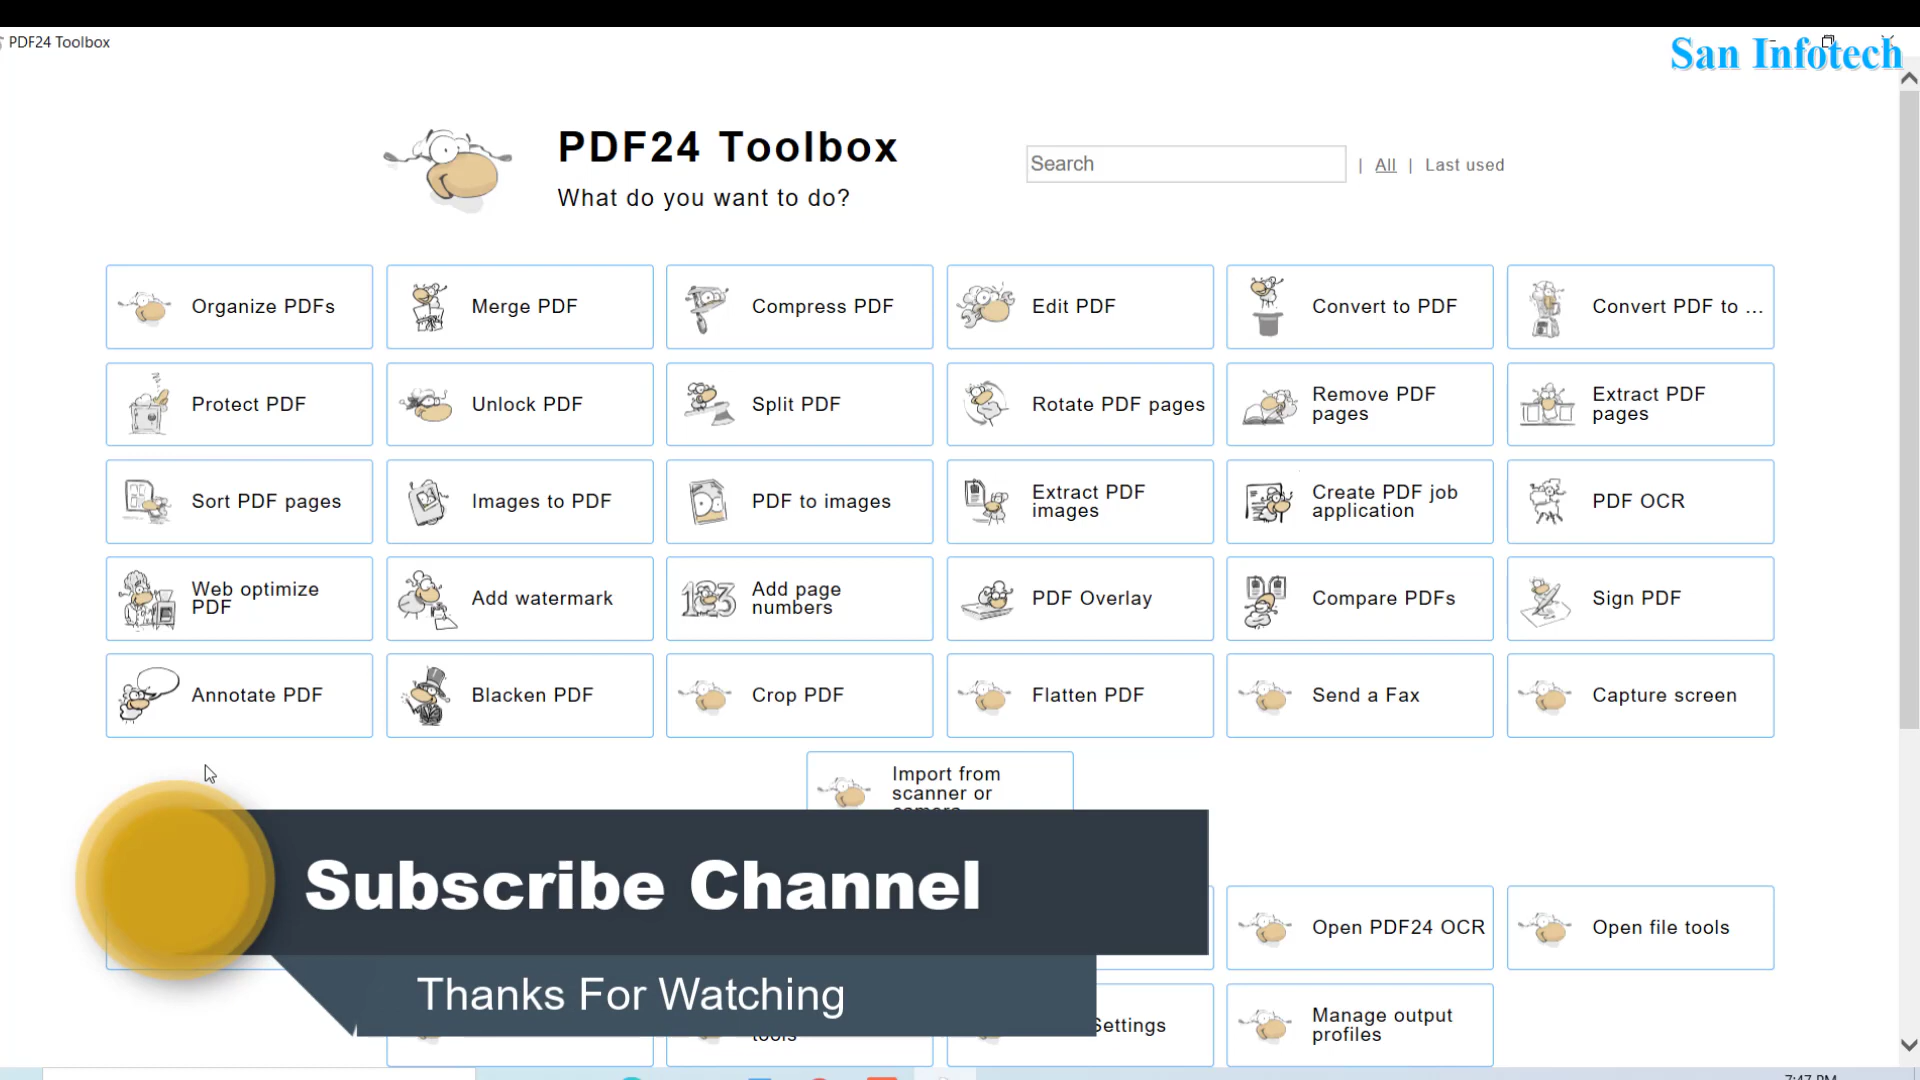 PDF24 Toolbox
San Infotech
PDF24 Toolbox
What do you want to do?
Search | All | Last used
Organize PDFs
Merge PDF
Compress PDF
Edit PDF
Convert to PDF
Convert PDF to ...
Protect PDF
Unlock PDF
Split PDF
Rotate PDF pages
Remove PDF
pages
Extract PDF
pages
Sort PDF pages
Images to PDF
PDF to images
Extract PDF
images
Create PDF job
application
PDF OCR
Web optimize
PDF
Add watermark
Add page
numbers
PDF Overlay
Compare PDFs
Sign PDF
Annotate PDF
Blacken PDF
Crop PDF
Flatten PDF
Send a Fax
Capture screen
Import from
scanner or
Subscribe Channel
Thanks For Watching
Open PDF24 OCR
Open file tools
tools
Settings
Manage output
profiles
7:47 PM